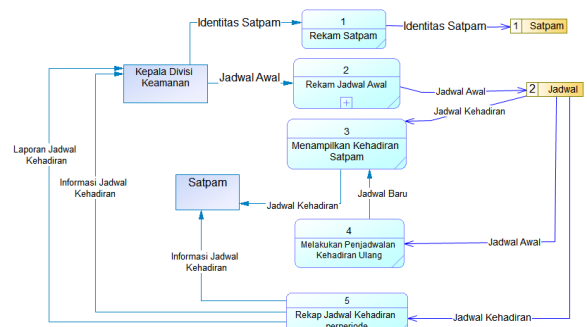 Identitas Satpam
1
Rekam Satpam
Identitas Satpam
1 Satpam
Kepala Divisi
Keamanan
Jadwal Awal
2
Rekam Jadwal Awal
Jadwal Awal
2 Jadwal
Jadwal Kehadiran
3
Menampilkan Kehadiran
Satpam
Laporan Jadwal
Kehadiran
Informasi Jadwal
Kehadiran
Satpam
Jadwal Kehadiran
Jadwal Baru
4
Melakukan Penjadwalan
Kehadiran Ulang
Jadwal Awal
Informasi Jadwal
Kehadiran
5
Rekap Jadwal Kehadiran
perperiode
Jadwal Kehadiran